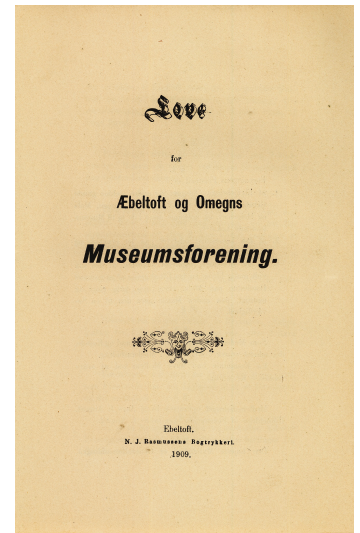 Love
for
Æbeltoft og Omegns
Museumsforening.
Ebeltoft.
N. J. Rasmussens Bogtrykkeri.
1909.